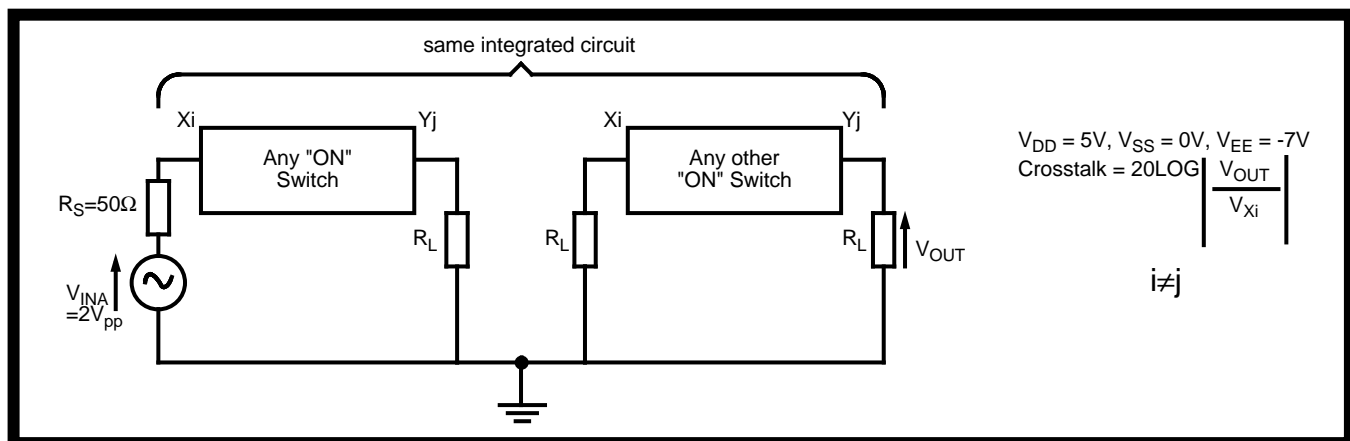 same integrated circuit
Xi
Yj
Xi
Yj
Any "ON"
Switch
Any other
"ON" Switch
RS=50Ω
RL
RL
RL
VOUT
VINA
=2Vpp
VDD = 5V, VSS = 0V, VEE = -7V
Crosstalk = 20LOG
VOUT
VXi
i≠j